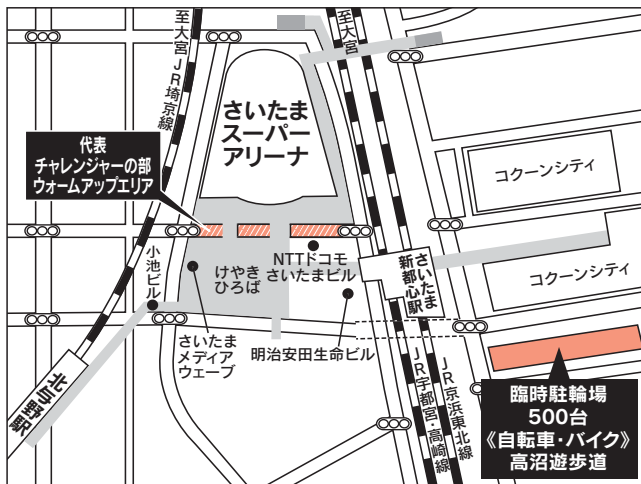 至大宮
JR埼京線
至大宮
さいたま
スーパー
アリーナ
代表
チャレンジャーの部
ウォームアップエリア
コクーンシティ
小池ビル
けやき
ひろば
NTTドコモ
さいたまビル
さいたま
新都心駅
コクーンシティ
さいたま
メディア
ウェーブ
明治安田生命ビル
北与野駅
JR宇都宮・高崎線
JR京浜東北線
臨時駐輪場
500台
《自転車・バイク》
高沼遊歩道